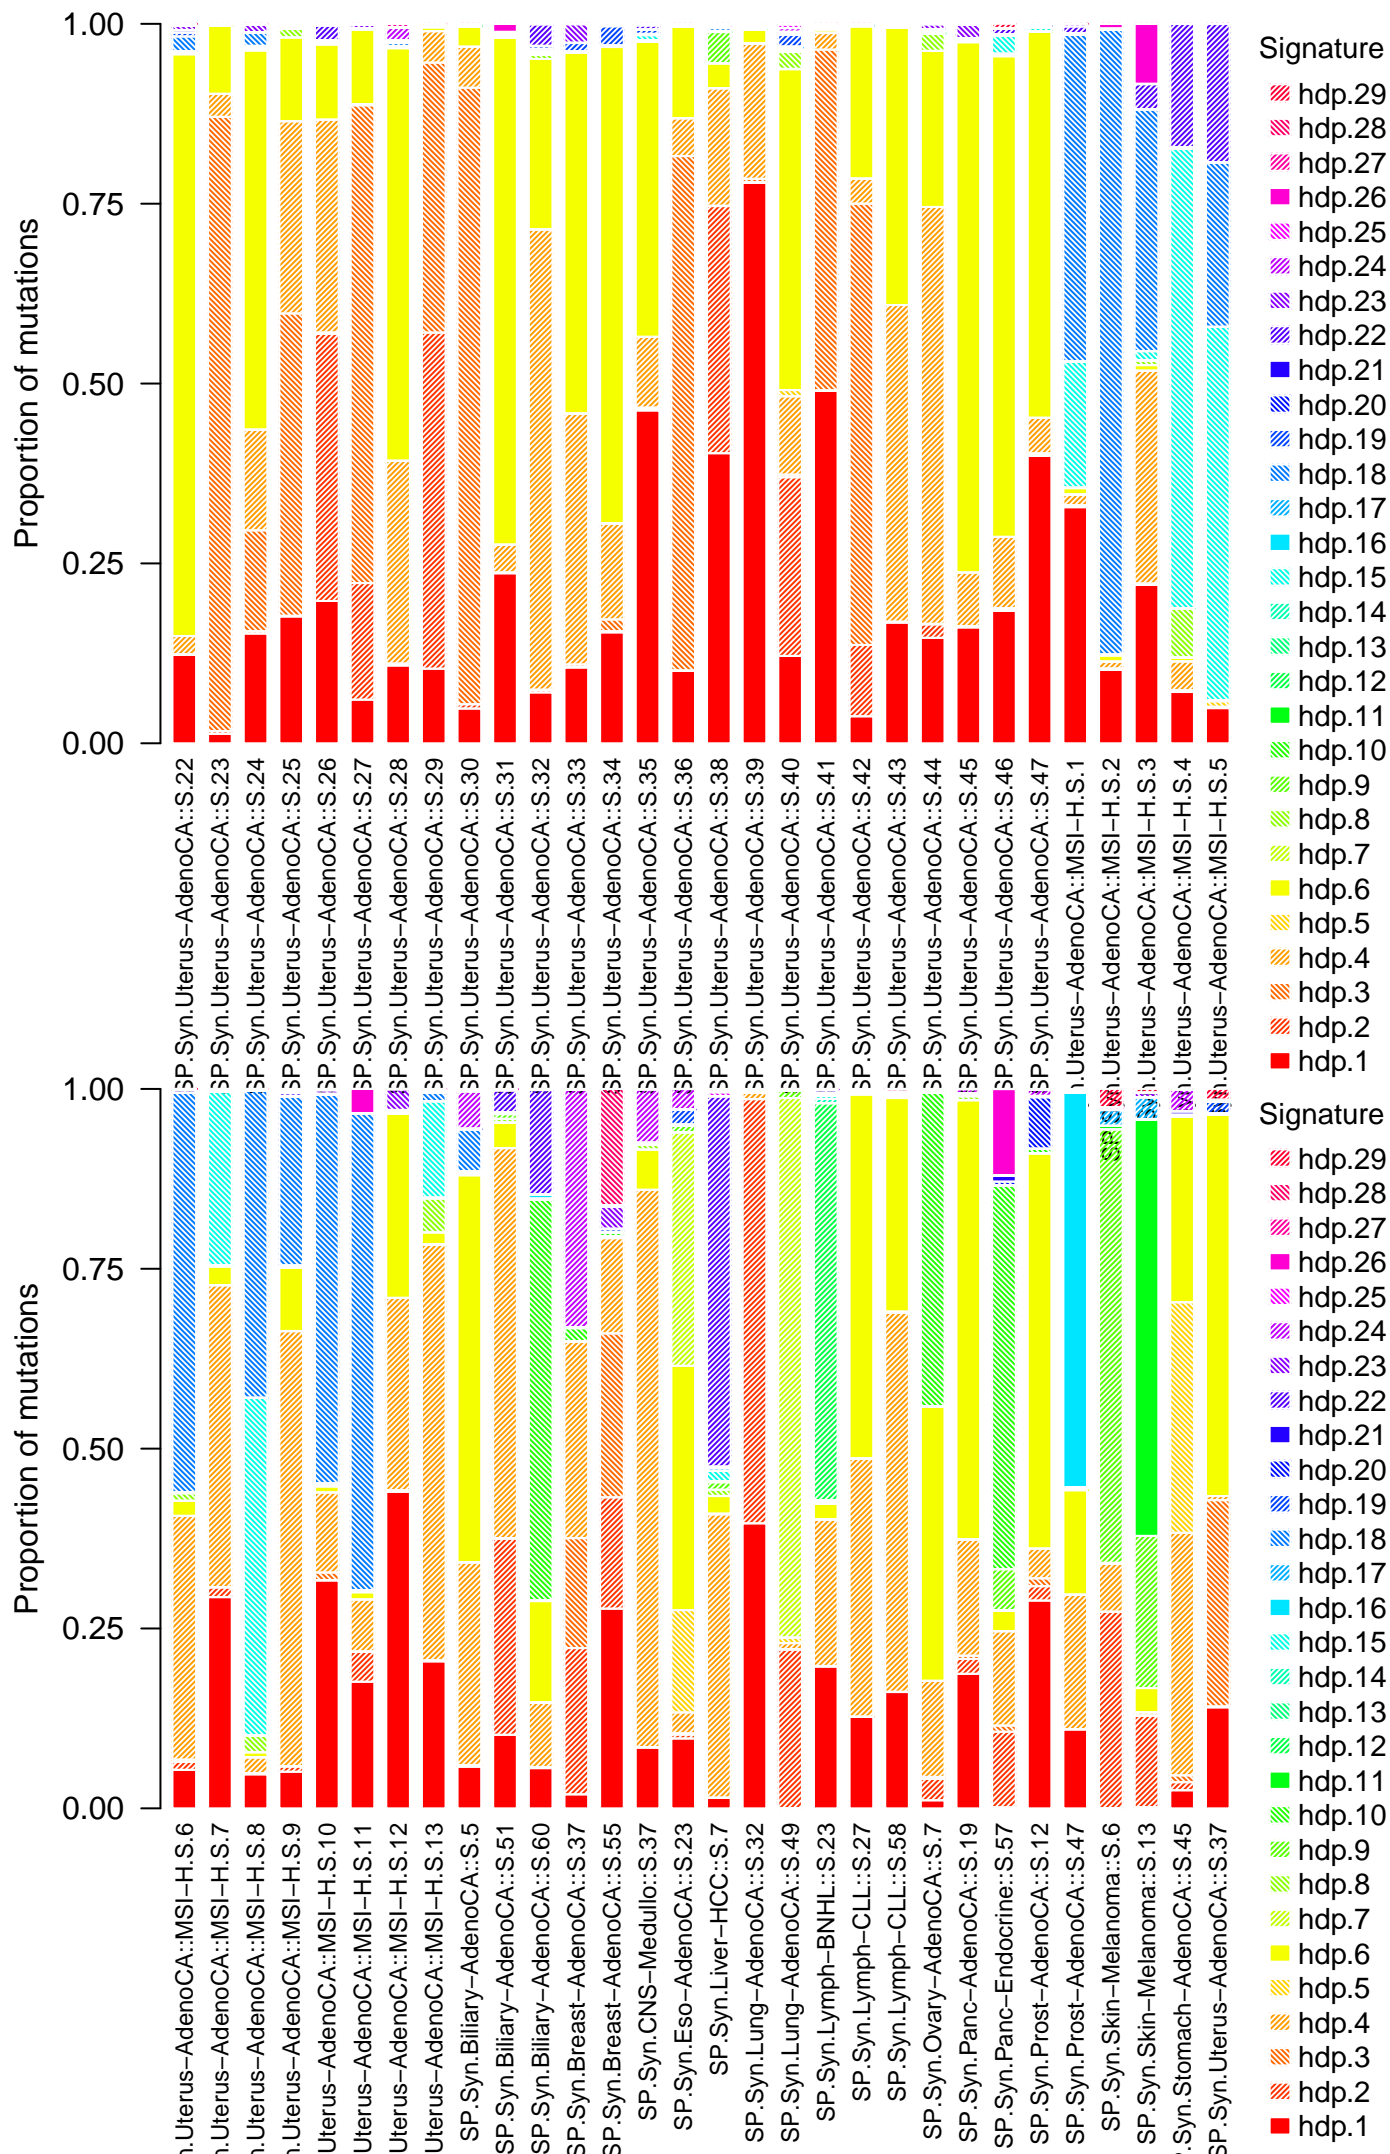 Proportion of mutations
1.00
0.75
0.50
0.25
0.00
SP.Syn.Uterus−AdenoCA::S.22
SP.Syn.Uterus−AdenoCA::S.23
SP.Syn.Uterus−AdenoCA::S.24
SP.Syn.Uterus−AdenoCA::S.25
SP.Syn.Uterus−AdenoCA::S.26
SP.Syn.Uterus−AdenoCA::S.27
SP.Syn.Uterus−AdenoCA::S.28
SP.Syn.Uterus−AdenoCA::S.29
SP.Syn.Uterus−AdenoCA::S.30
SP.Syn.Uterus−AdenoCA::S.31
SP.Syn.Uterus−AdenoCA::S.32
SP.Syn.Uterus−AdenoCA::S.33
SP.Syn.Uterus−AdenoCA::S.34
SP.Syn.Uterus−AdenoCA::S.35
SP.Syn.Uterus−AdenoCA::S.36
SP.Syn.Uterus−AdenoCA::S.38
SP.Syn.Uterus−AdenoCA::S.39
SP.Syn.Uterus−AdenoCA::S.40
SP.Syn.Uterus−AdenoCA::S.41
SP.Syn.Uterus−AdenoCA::S.42
SP.Syn.Uterus−AdenoCA::S.43
SP.Syn.Uterus−AdenoCA::S.44
SP.Syn.Uterus−AdenoCA::S.45
SP.Syn.Uterus−AdenoCA::S.46
SP.Syn.Uterus−AdenoCA::S.47
n.Uterus−AdenoCA::MSI−H.S.1
n.Uterus−AdenoCA::MSI−H.S.2
n.Uterus−AdenoCA::MSI−H.S.3
n.Uterus−AdenoCA::MSI−H.S.4
n.Uterus−AdenoCA::MSI−H.S.5
Signature
hdp.29
hdp.28
hdp.27
hdp.26
hdp.25
hdp.24
hdp.23
hdp.22
hdp.21
hdp.20
hdp.19
hdp.18
hdp.17
hdp.16
hdp.15
hdp.14
hdp.13
hdp.12
hdp.11
hdp.10
hdp.9
hdp.8
hdp.7
hdp.6
hdp.5
hdp.4
hdp.3
hdp.2
hdp.1
Proportion of mutations
1.00
0.75
0.50
0.25
0.00
n.Uterus−AdenoCA::MSI−H.S.6
n.Uterus−AdenoCA::MSI−H.S.7
n.Uterus−AdenoCA::MSI−H.S.8
n.Uterus−AdenoCA::MSI−H.S.9
Uterus−AdenoCA::MSI−H.S.10
Uterus−AdenoCA::MSI−H.S.11
Uterus−AdenoCA::MSI−H.S.12
Uterus−AdenoCA::MSI−H.S.13
SP.Syn.Biliary−AdenoCA::S.5
SP.Syn.Biliary−AdenoCA::S.51
SP.Syn.Biliary−AdenoCA::S.60
SP.Syn.Breast−AdenoCA::S.37
SP.Syn.Breast−AdenoCA::S.55
SP.Syn.CNS−Medullo::S.37
SP.Syn.Eso−AdenoCA::S.23
SP.Syn.Liver−HCC::S.7
SP.Syn.Lung−AdenoCA::S.32
SP.Syn.Lung−AdenoCA::S.49
SP.Syn.Lymph−BNHL::S.23
SP.Syn.Lymph−CLL::S.27
SP.Syn.Lymph−CLL::S.58
SP.Syn.Ovary−AdenoCA::S.7
SP.Syn.Panc−AdenoCA::S.19
SP.Syn.Panc−Endocrine::S.57
SP.Syn.Prost−AdenoCA::S.12
SP.Syn.Prost−AdenoCA::S.47
SP.Syn.Skin−Melanoma::S.6
SP.Syn.Skin−Melanoma::S.13
P.Syn.Stomach−AdenoCA::S.45
SP.Syn.Uterus−AdenoCA::S.37
Signature
hdp.29
hdp.28
hdp.27
hdp.26
hdp.25
hdp.24
hdp.23
hdp.22
hdp.21
hdp.20
hdp.19
hdp.18
hdp.17
hdp.16
hdp.15
hdp.14
hdp.13
hdp.12
hdp.11
hdp.10
hdp.9
hdp.8
hdp.7
hdp.6
hdp.5
hdp.4
hdp.3
hdp.2
hdp.1